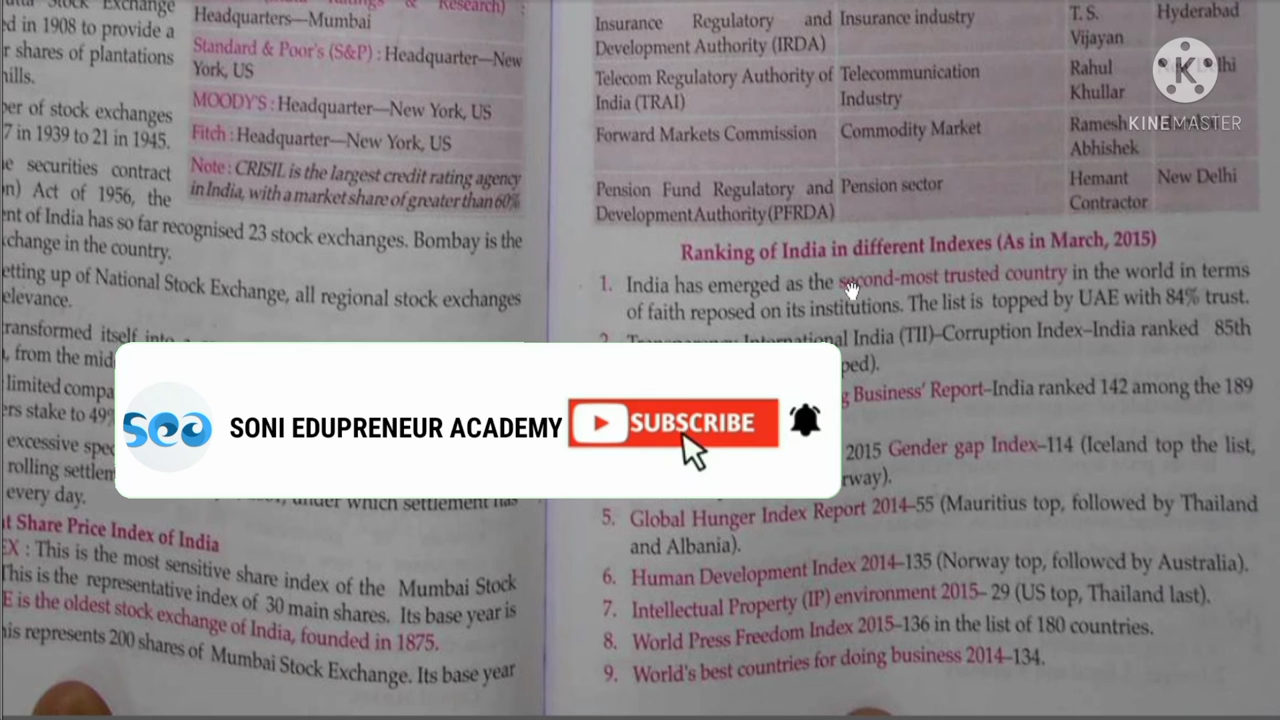 Stock Exchange
ed in 1908 to provide a
r shares of plantations
hills.
ber of stock exchanges
7 in 1939 to 21 in 1945.
e securities contract
n) Act of 1956, the
ent of India has so far recognised 23 stock exchanges. Bombay is the
change in the country.
etting up of National Stock Exchange, all regional stock exchanges
elevance.
transformed itself into
, from the mid
limited compa
ers stake to 49%
excessive spec
rolling settlem
under which settlement has
every day.
t Share Price Index of India
EX : This is the most sensitive share index of the Mumbai Stock
This is the representative index of 30 main shares. Its base year is
E is the oldest stock exchange of India, founded in 1875.
his represents 200 shares of Mumbai Stock Exchange. Its base year
Ratings & Research) :
Headquarters—Mumbai
Standard & Poor's (S&P) : Headquarter—New
York, US
MOODY'S : Headquarter—New York, US
Fitch : Headquarter—New York, US
Note : CRISIL is the largest credit rating agency
in India, with a market share of greater than 60%
Insurance Regulatory and Insurance industry T. S. Hyderabad
Development Authority (IRDA) Vijayan
Telecom Regulatory Authority of Telecommunication Rahul
India (TRAI) Industry Khullar
Forward Markets Commission Commodity Market Ramesh
Abhishek
Pension Fund Regulatory and Pension sector Hemant New Delhi
Development Authority (PFRDA) Contractor
K
KINEMASTER
Ranking of India in different Indexes (As in March, 2015)
1. India has emerged as the second-most trusted country in the world in terms
of faith reposed on its institutions. The list is topped by UAE with 84% trust.
2. Transparency International India (TII)–Corruption Index–India ranked 85th
ped).
g Business' Report–India ranked 142 among the 189
2015 Gender gap Index–114 (Iceland top the list,
rway).
5. Global Hunger Index Report 2014–55 (Mauritius top, followed by Thailand
and Albania).
6. Human Development Index 2014–135 (Norway top, followed by Australia).
7. Intellectual Property (IP) environment 2015– 29 (US top, Thailand last).
8. World Press Freedom Index 2015–136 in the list of 180 countries.
9. World's best countries for doing business 2014–134.
seo SONI EDUPRENEUR ACADEMY SUBSCRIBE